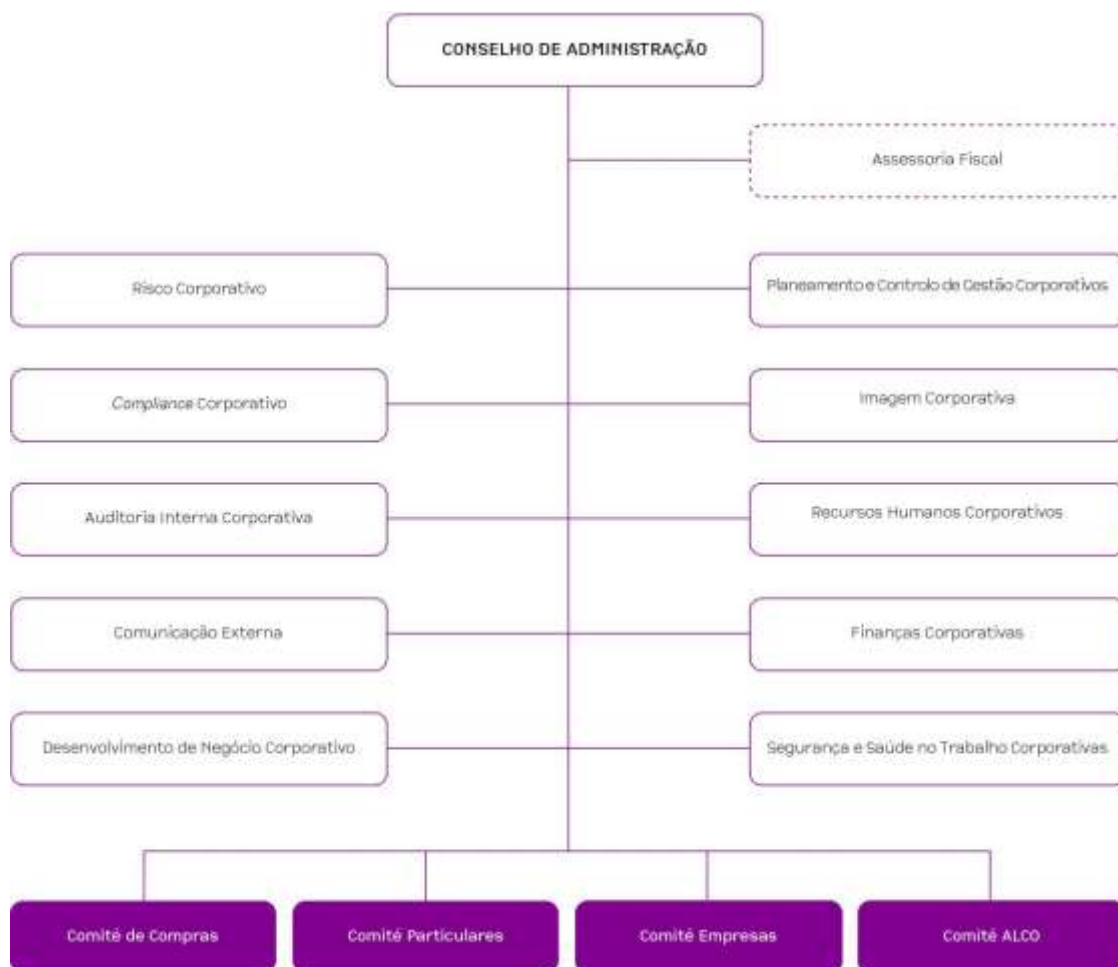 CONSELHO DE ADMINISTRAÇÃO
Assessoria Fiscal
Risco Corporativo
Planeamento e Controlo de Gestão Corporativos
Compliance Corporativo
Imagem Corporativa
Auditoria Interna Corporativa
Recursos Humanos Corporativos
Comunicação Externa
Finanças Corporativas
Desenvolvimento de Negócio Corporativo
Segurança e Saúde no Trabalho Corporativas
Comité de Compras
Comité Particulares
Comité Empresas
Comité ALCO